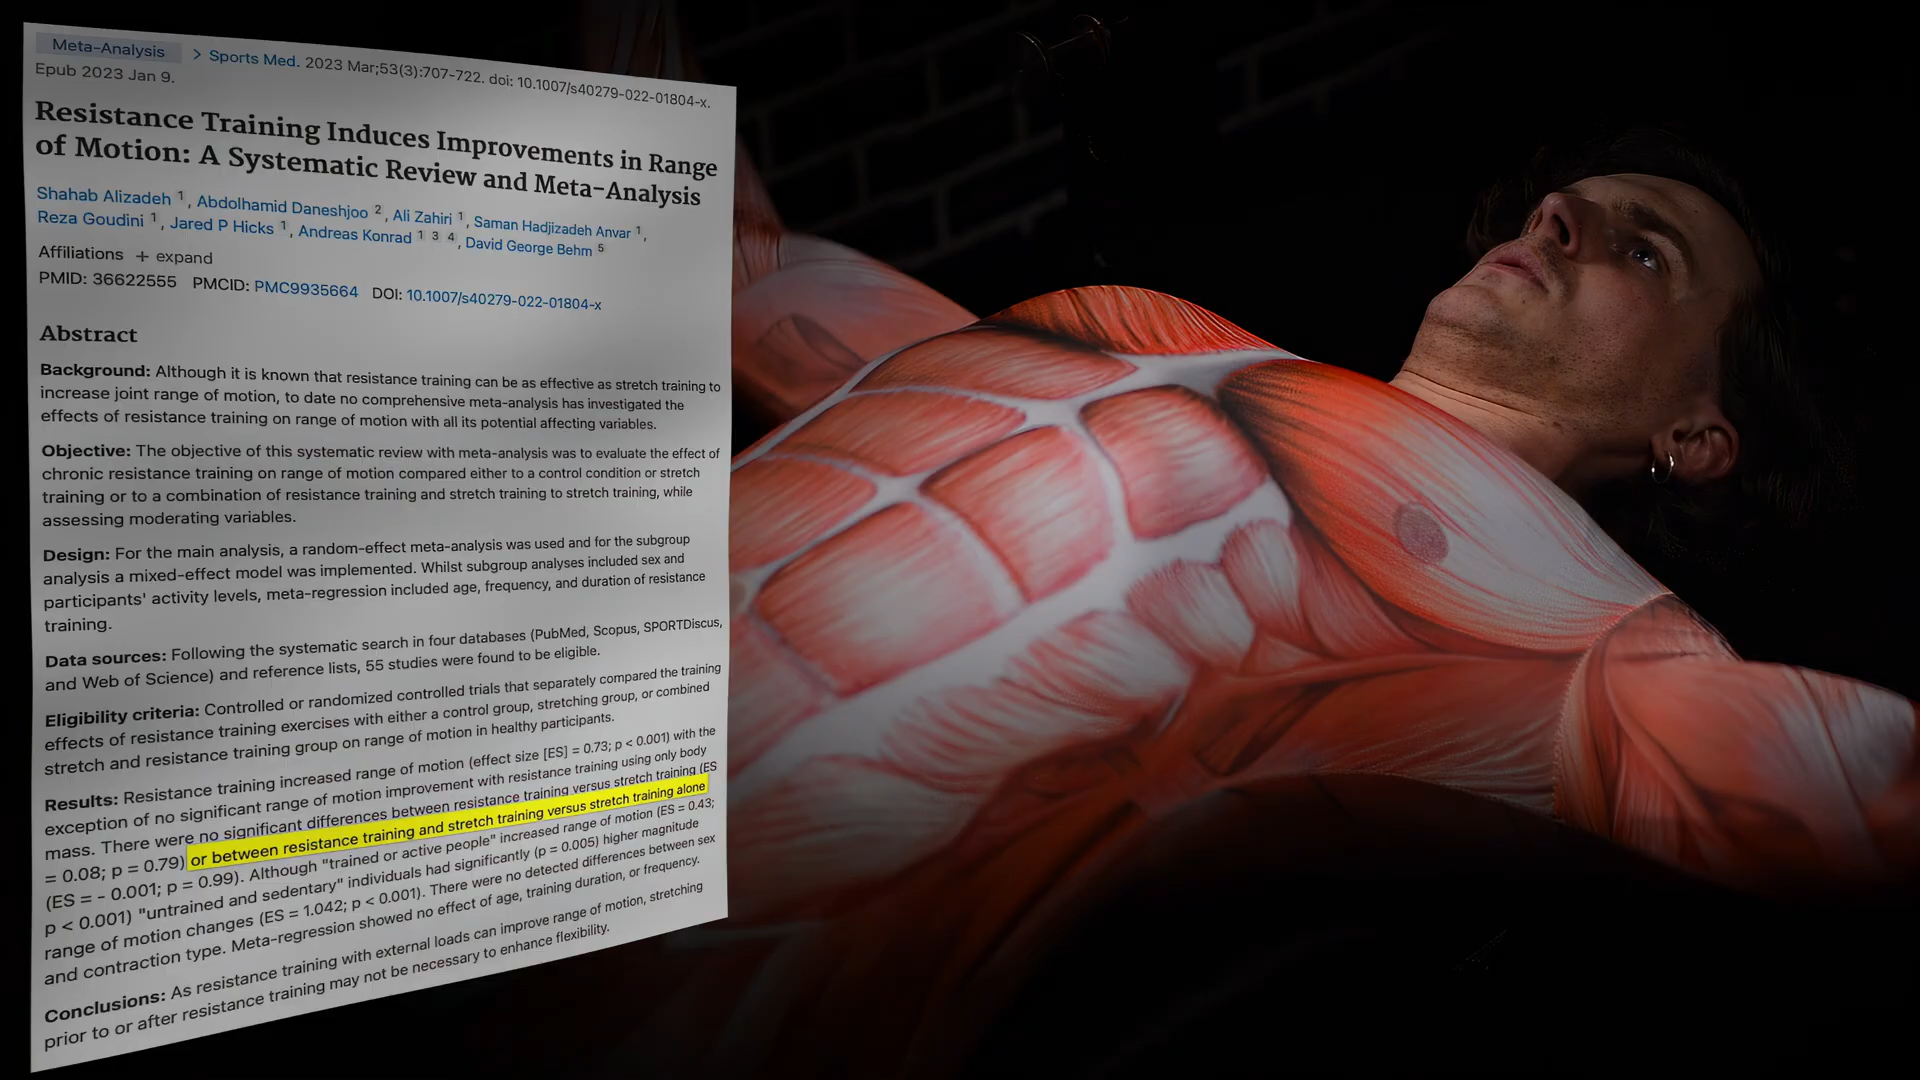 Meta-Analysis > Sports Med. 2023 Mar;53(3):707-722. doi: 10.1007/s40279-022-01804-x.
Epub 2023 Jan 9.
Resistance Training Induces Improvements in Range
of Motion: A Systematic Review and Meta-Analysis
Shahab Alizadeh 1, Abdolhamid Daneshjoo 2, Ali Zahiri 1, Saman Hadjizadeh Anvar 1,
Reza Goudini 1, Jared P Hicks 1, Andreas Konrad 1 3 4, David George Behm 5
Affiliations + expand
PMID: 36622555 PMCID: PMC9935664 DOI: 10.1007/s40279-022-01804-x
Abstract
Background: Although it is known that resistance training can be as effective as stretch training to
increase joint range of motion, to date no comprehensive meta-analysis has investigated the
effects of resistance training on range of motion with all its potential affecting variables.
Objective: The objective of this systematic review with meta-analysis was to evaluate the effect of
chronic resistance training on range of motion compared either to a control condition or stretch
training or to a combination of resistance training and stretch training to stretch training, while
assessing moderating variables.
Design: For the main analysis, a random-effect meta-analysis was used and for the subgroup
analysis a mixed-effect model was implemented. Whilst subgroup analyses included sex and
participants' activity levels, meta-regression included age, frequency, and duration of resistance
training.
Data sources: Following the systematic search in four databases (PubMed, Scopus, SPORTDiscus,
and Web of Science) and reference lists, 55 studies were found to be eligible.
Eligibility criteria: Controlled or randomized controlled trials that separately compared the training
effects of resistance training exercises with either a control group, stretching group, or combined
stretch and resistance training group on range of motion in healthy participants.
Results: Resistance training increased range of motion (effect size [ES] = 0.73; p < 0.001) with the
exception of no significant range of motion improvement with resistance training using only body
mass. There were no significant differences between resistance training versus stretch training (ES
= 0.08; p = 0.79) or between resistance training and stretch training versus stretch training alone
(ES = - 0.001; p = 0.99). Although "trained or active people" increased range of motion (ES = 0.43;
p < 0.001) "untrained and sedentary" individuals had significantly (p = 0.005) higher magnitude
range of motion changes (ES = 1.042; p < 0.001). There were no detected differences between sex
and contraction type. Meta-regression showed no effect of age, training duration, or frequency.
Conclusions: As resistance training with external loads can improve range of motion, stretching
prior to or after resistance training may not be necessary to enhance flexibility.